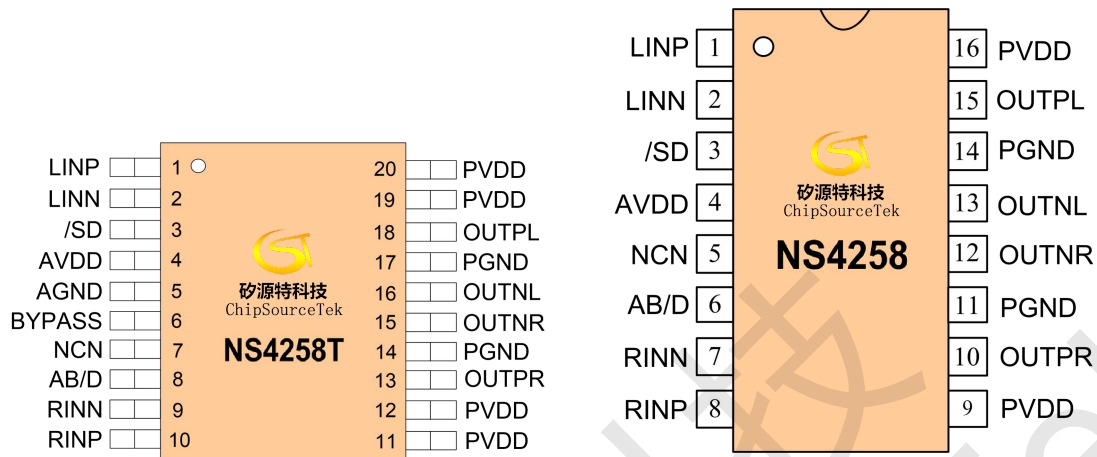 LINP 1 20 PVDD
LINN 2 19 PVDD
/SD 3 18 OUTPL
AVDD 4 17 PGND
AGND 5 16 OUTNL
BYPASS 6 15 OUTNR
NCN 7 14 PGND
AB/D 8 13 OUTPR
RINN 9 12 PVDD
RINP 10 11 PVDD
矽源特科技
ChipSourceTek
NS4258T
LINP 1 16 PVDD
LINN 2 15 OUTPL
/SD 3 14 PGND
AVDD 4 13 OUTNL
NCN 5 12 OUTNR
AB/D 6 11 PGND
RINN 7 10 OUTPR
RINP 8 9 PVDD
矽源特科技
ChipSourceTek
NS4258
技